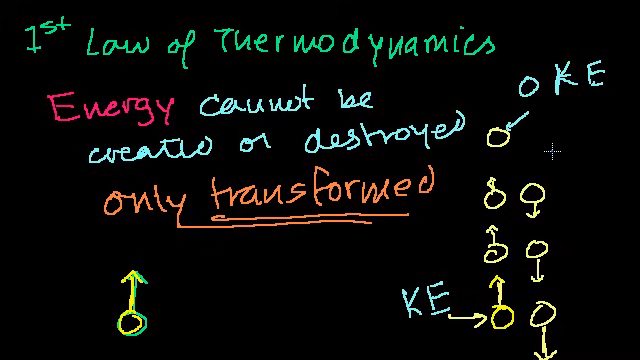 1st Law of Thermodynamics
Energy cannot be
created or destroyed
only transformed
0 KE
KE